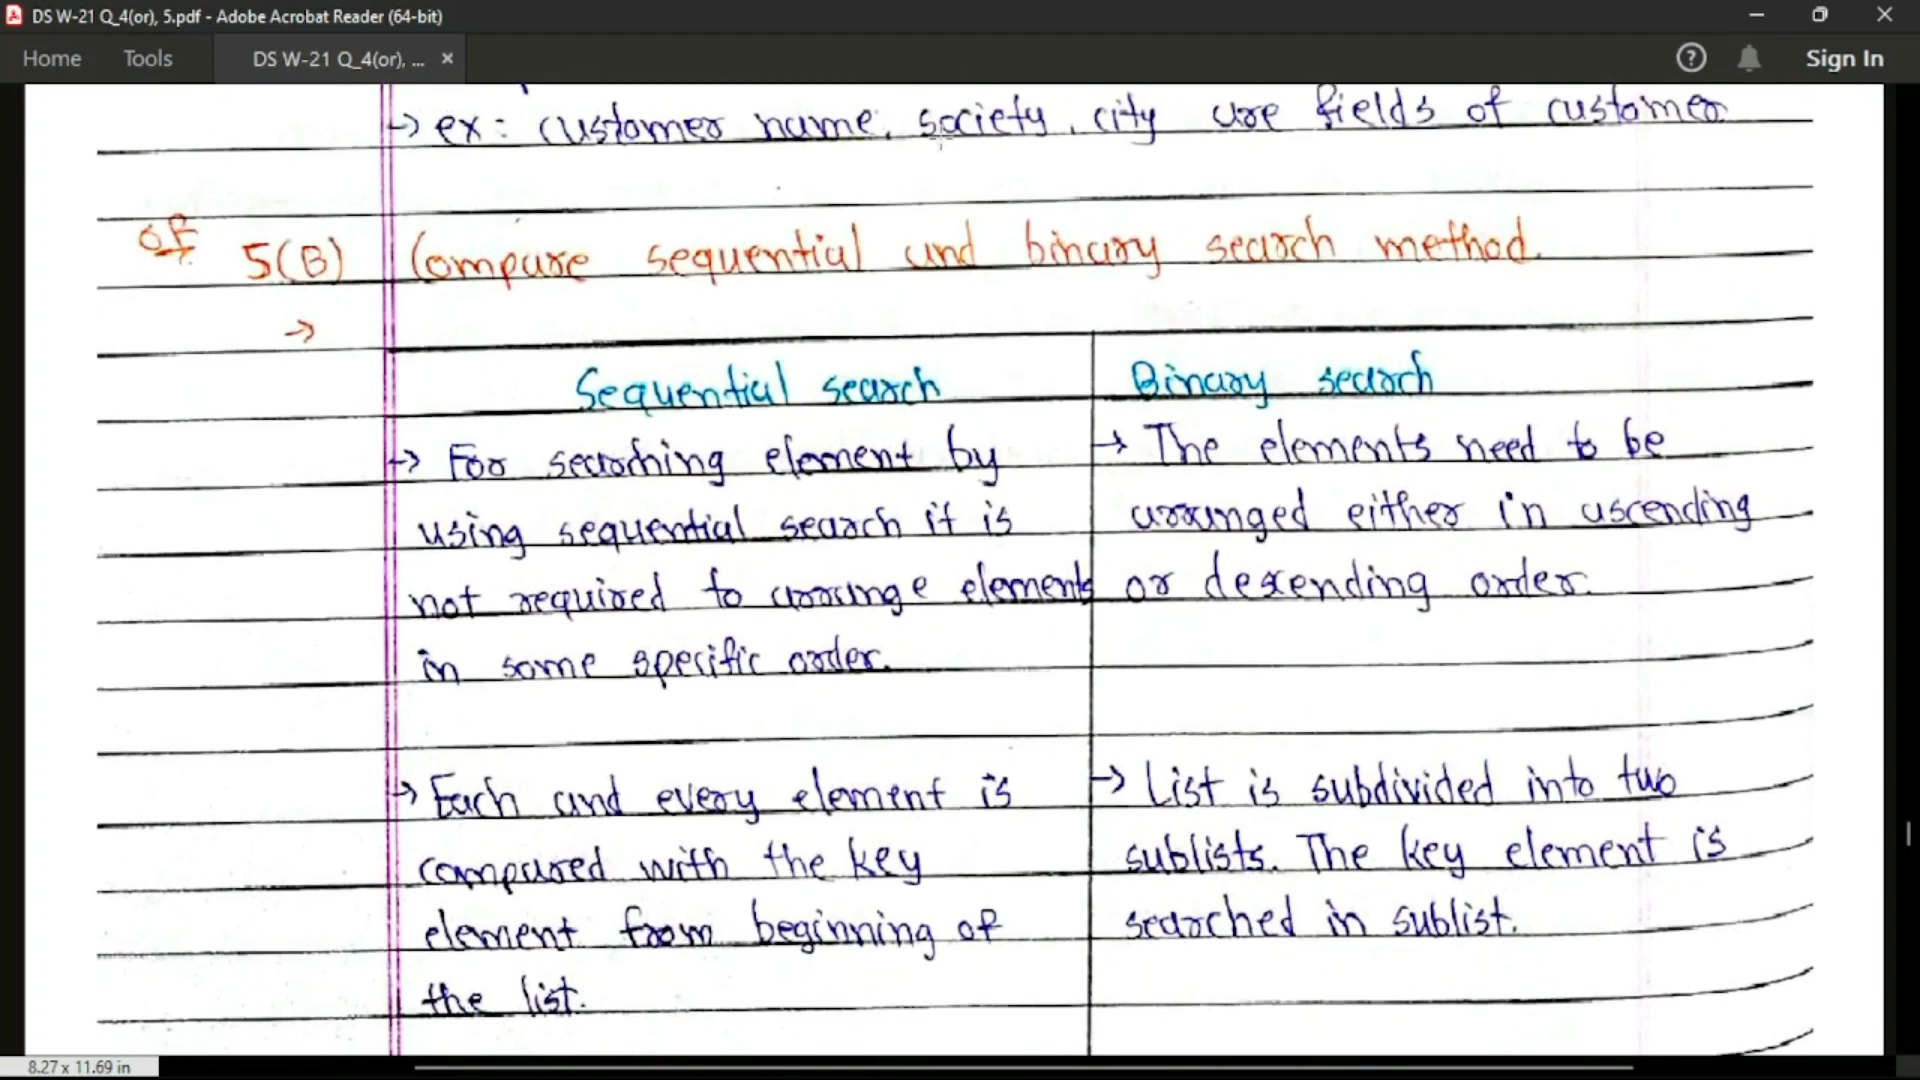 DS W-21 Q_4(or), 5.pdf - Adobe Acrobat Reader (64-bit)
Home Tools DS W-21 Q_4(or), ... × Sign In
→ ex: customer name, society, city are fields of customer
or 5(B) Compare sequential and binary search method.
→
Sequential search
→ For searching element by
using sequential search it is
not required to arrange elements
in some specific order.
→ Each and every element is
compared with the key
element from beginning of
the list.
Binary search
→ The elements need to be
arranged either in ascending
or descending order.
→ List is subdivided into two
sublists. The key element is
searched in sublist.
8.27 x 11.69 in